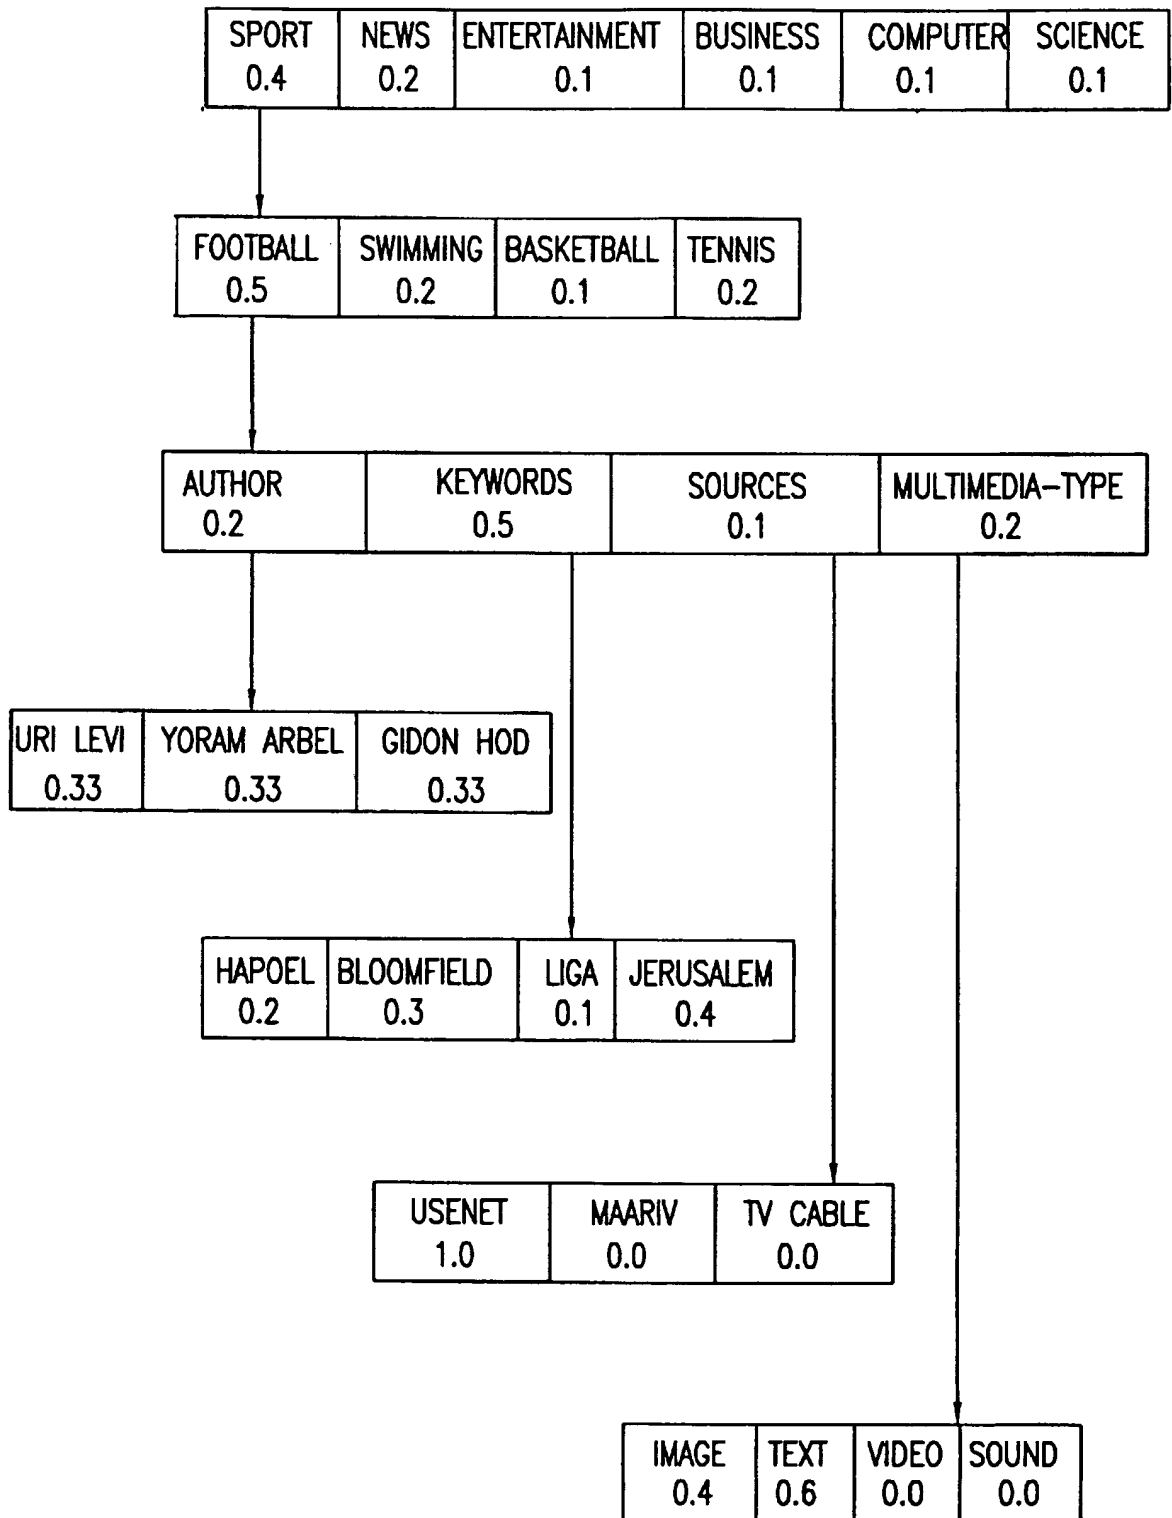 SPORT NEWS ENTERTAINMENT BUSINESS COMPUTER SCIENCE
0.4 0.2 0.1 0.1 0.1 0.1
FOOTBALL SWIMMING BASKETBALL TENNIS
0.5 0.2 0.1 0.2
AUTHOR KEYWORDS SOURCES MULTIMEDIA-TYPE
0.2 0.5 0.1 0.2
URI LEVI YORAM ARBEL GIDON HOD
0.33 0.33 0.33
HAPOEL BLOOMFIELD LIGA JERUSALEM
0.2 0.3 0.1 0.4
USENET MAARIV TV CABLE
1.0 0.0 0.0
IMAGE TEXT VIDEO SOUND
0.4 0.6 0.0 0.0